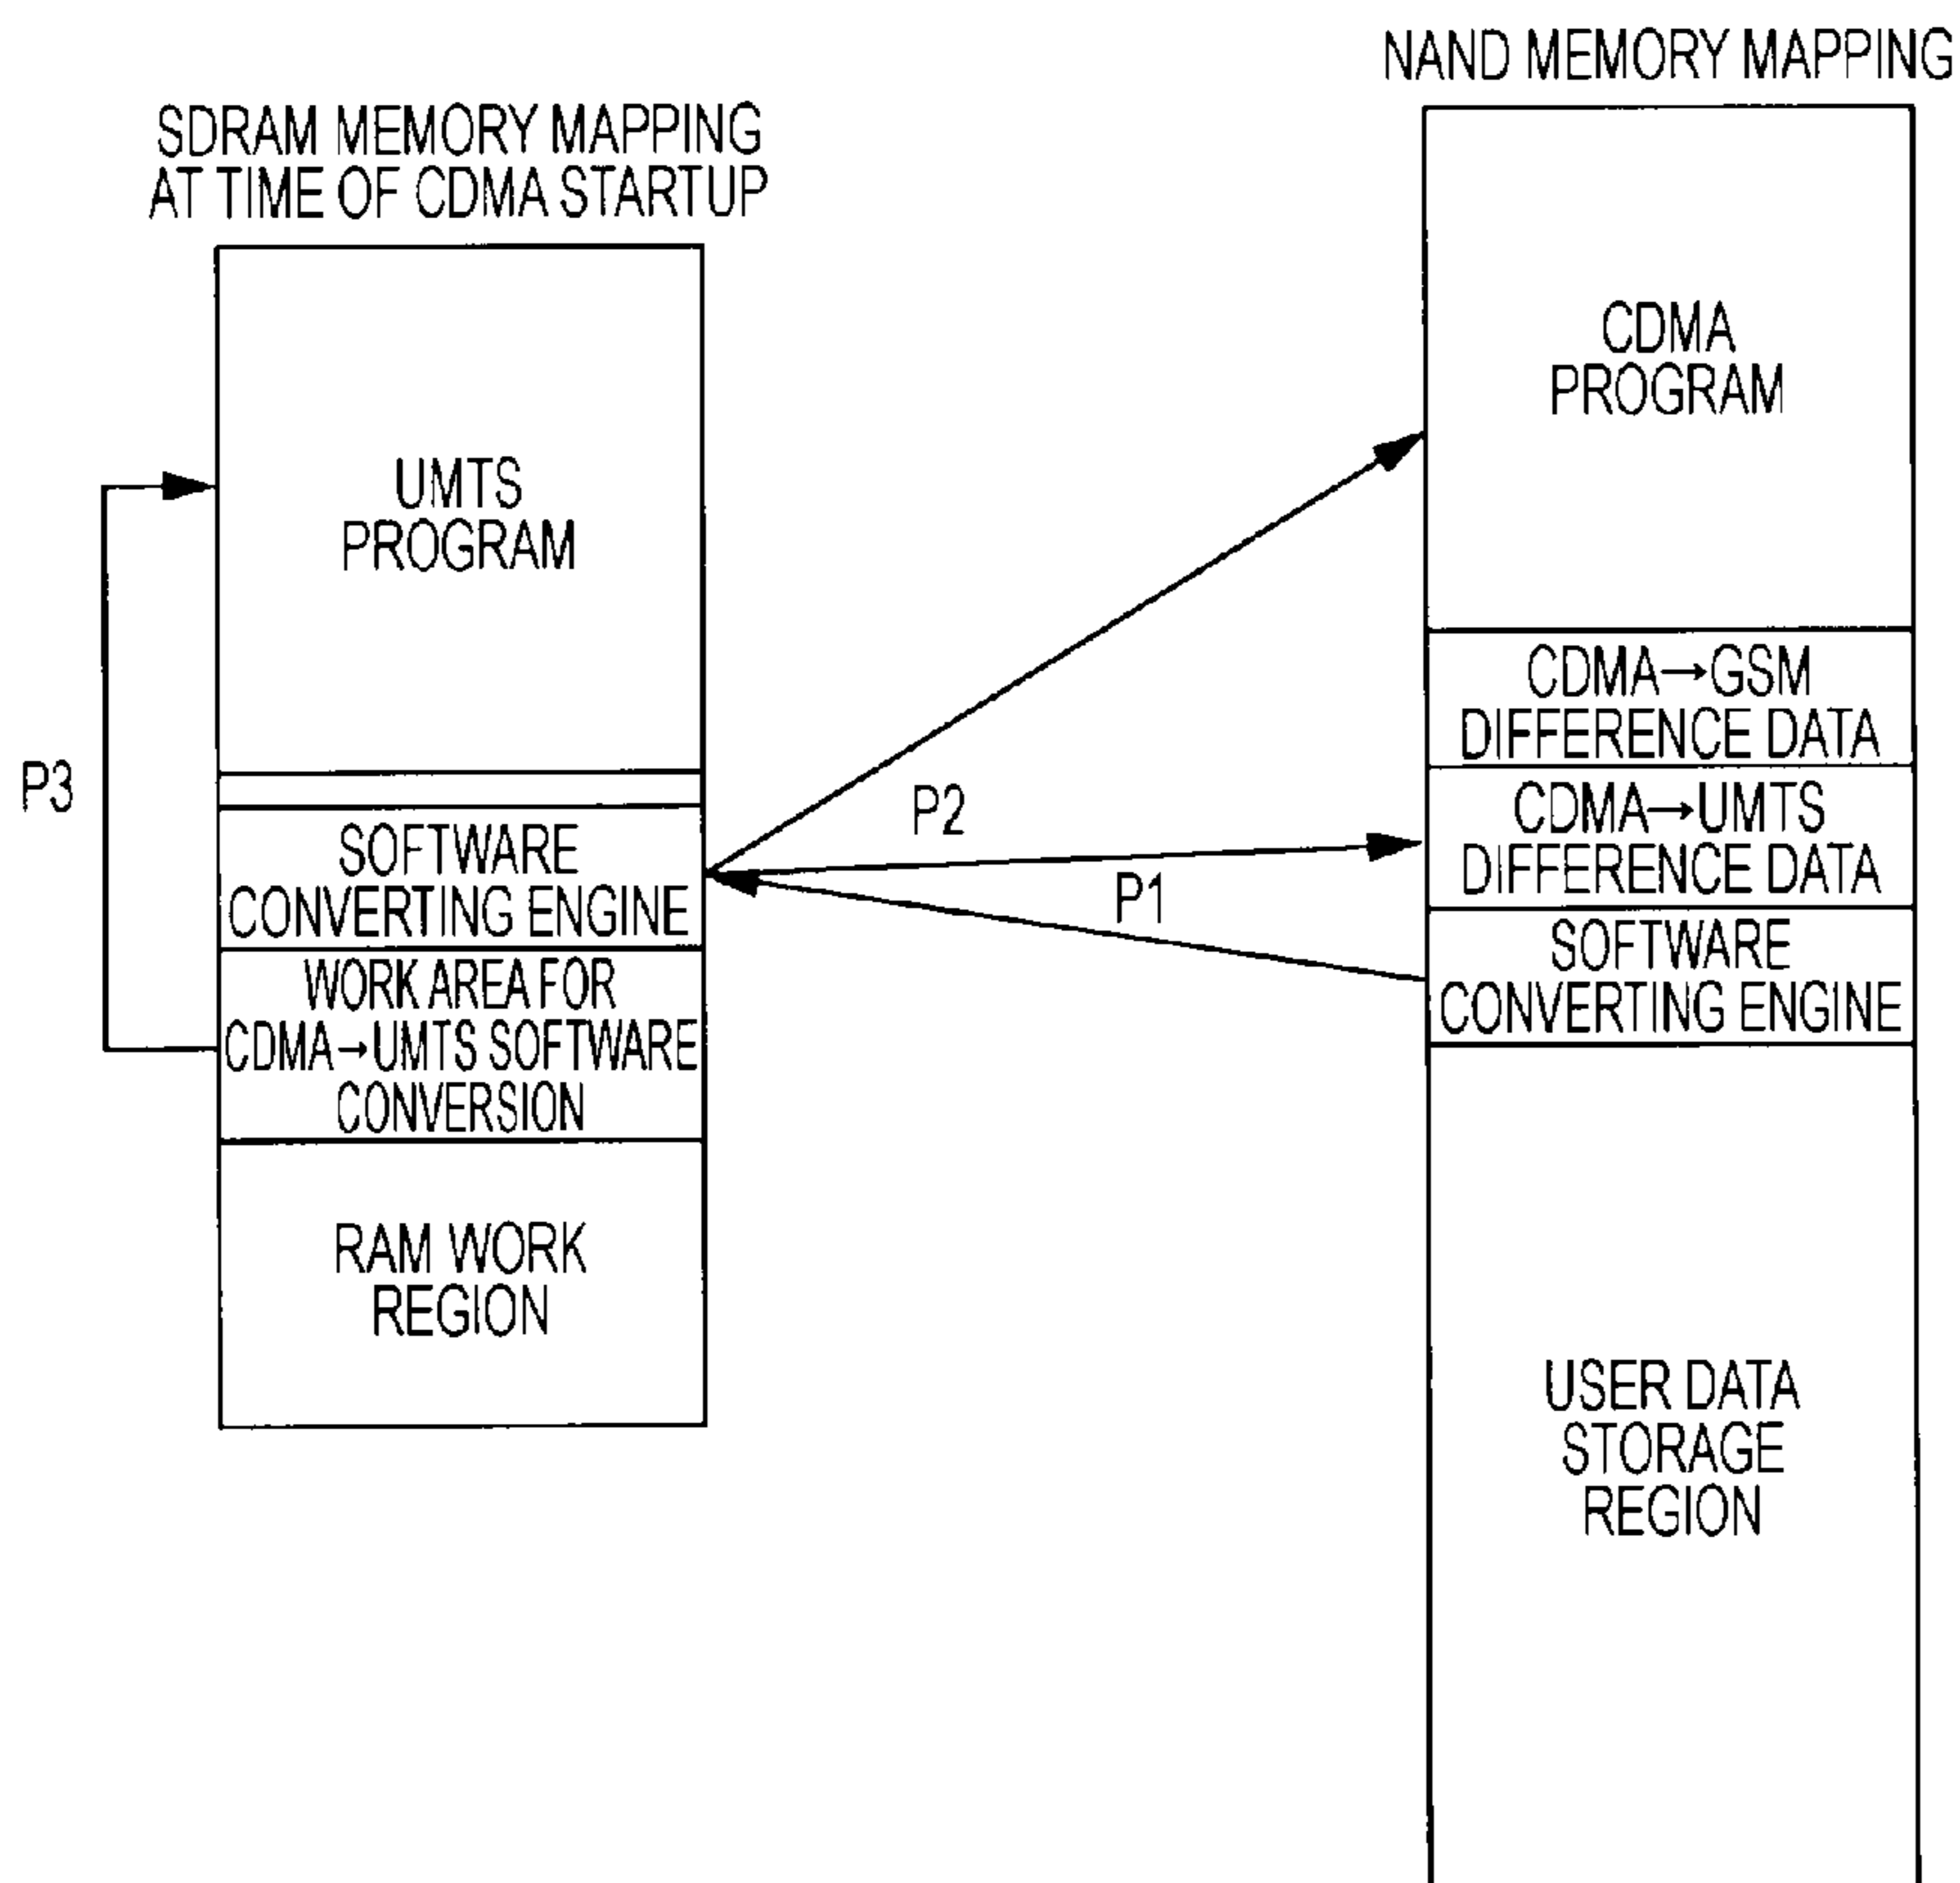 SDRAM MEMORY MAPPING
AT TIME OF CDMA STARTUP
UMTS
PROGRAM
SOFTWARE
CONVERTING ENGINE
WORK AREA FOR
CDMA→UMTS SOFTWARE
CONVERSION
RAM WORK
REGION
P3
P2
P1
NAND MEMORY MAPPING
CDMA
PROGRAM
CDMA→GSM
DIFFERENCE DATA
CDMA→UMTS
DIFFERENCE DATA
SOFTWARE
CONVERTING ENGINE
USER DATA
STORAGE
REGION